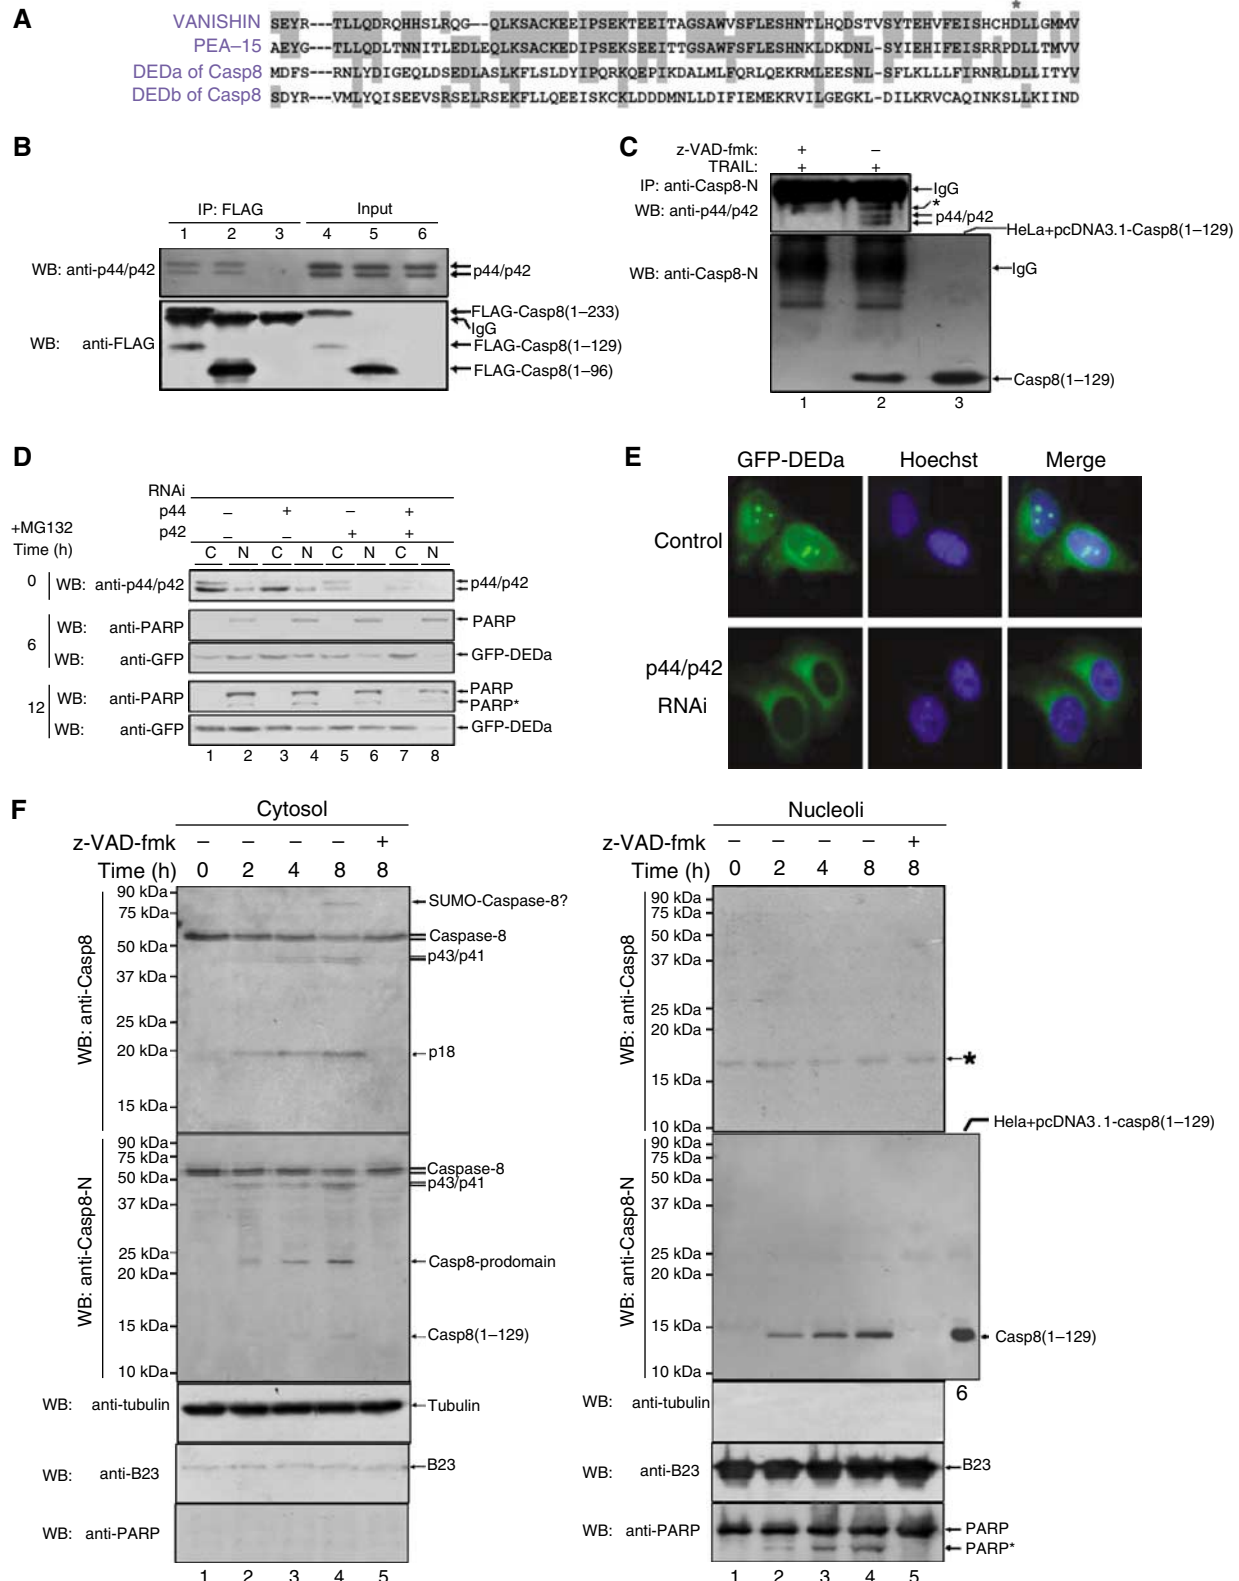 A
*
VANISHIN SEYR---TLLQDRQHHSLRQG--QLKSACKEEIPSEKTEEITAGSAWVSFLESHNTLHQDSTVSYTEHVFEISHCHDLLGMMV
PEA–15 AEYG---TLLQDLTNNITLEDLEQLKSACKEDIPSEKSEEITTGSAWFSFLESHNKLDKDNL-SYIEHIFEISRRPDLLTMVV
DEDa of Casp8 MDFS---RNLYDIGEQLDSEDLASLKFLSLDYIPQRKQEPIKDALMLFQRLQEKRMLEESNL-SFLKLLLFIRNRLDLLITYV
DEDb of Casp8 SDYR---VMLYQISEEVSRSELRSEKFLLQEEISKCKLDDDMNLLDIFIEMEKRVILGEGKL-DILKRVCAQINKSLLKIIND
B
IP: FLAG Input
1 2 3 4 5 6
WB: anti-p44/p42
p44/p42
FLAG-Casp8(1–233)
IgG
WB: anti-FLAG
FLAG-Casp8(1–129)
FLAG-Casp8(1–96)
C
z-VAD-fmk: + –
TRAIL: + +
IP: anti-Casp8-N
IgG
*
WB: anti-p44/p42
p44/p42
HeLa+pcDNA3.1-Casp8(1–129)
WB: anti-Casp8-N
IgG
Casp8(1–129)
1 2 3
D
RNAi
p44 – + – +
+MG132
p42 – – + +
Time (h) C N C N C N C N
0 WB: anti-p44/p42 p44/p42
WB: anti-PARP PARP
6
WB: anti-GFP GFP-DEDa
WB: anti-PARP PARP
PARP*
12
WB: anti-GFP GFP-DEDa
1 2 3 4 5 6 7 8
E
GFP-DEDa Hoechst Merge
Control
p44/p42
RNAi
F
Cytosol
z-VAD-fmk – – – – +
Time (h) 0 2 4 8 8
WB: anti-Casp8
90 kDa
75 kDa
50 kDa
37 kDa
25 kDa
20 kDa
15 kDa
SUMO-Caspase-8?
Caspase-8
p43/p41
p18
WB: anti-Casp8-N
90 kDa
75 kDa
50 kDa
37 kDa
25 kDa
20 kDa
15 kDa
10 kDa
Caspase-8
p43/p41
Casp8-prodomain
Casp8(1–129)
WB: anti-tubulin Tubulin
WB: anti-B23 B23
WB: anti-PARP
1 2 3 4 5
Nucleoli
z-VAD-fmk – – – – +
Time (h) 0 2 4 8 8
WB: anti-Casp8
90 kDa
75 kDa
50 kDa
37 kDa
25 kDa
20 kDa
15 kDa
10 kDa
*
Hela+pcDNA3.1-casp8(1–129)
WB: anti-Casp8-N
90 kDa
75 kDa
50 kDa
37 kDa
25 kDa
20 kDa
15 kDa
10 kDa
Casp8(1–129)
6
WB: anti-tubulin
WB: anti-B23 B23
WB: anti-PARP PARP
PARP*
1 2 3 4 5